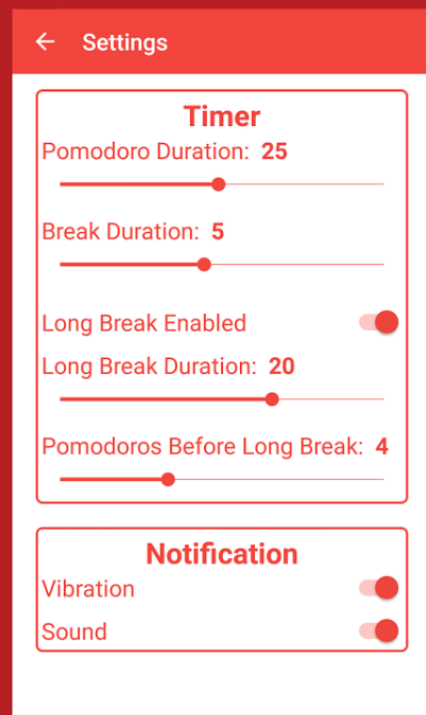 Settings
Timer
Pomodoro Duration: 25
Break Duration: 5
Long Break Enabled
Long Break Duration: 20
Pomodoros Before Long Break: 4
Notification
Vibration
Sound